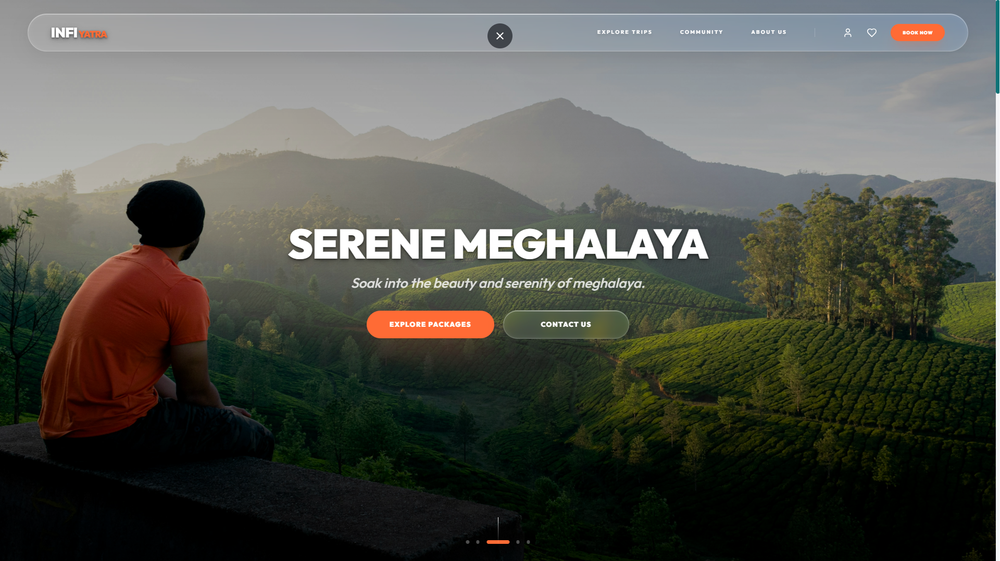 INFI YATRA
EXPLORE TRIPS
COMMUNITY
ABOUT US
BOOK NOW
SERENE MEGHALAYA
Soak into the beauty and serenity of meghalaya.
EXPLORE PACKAGES
CONTACT US